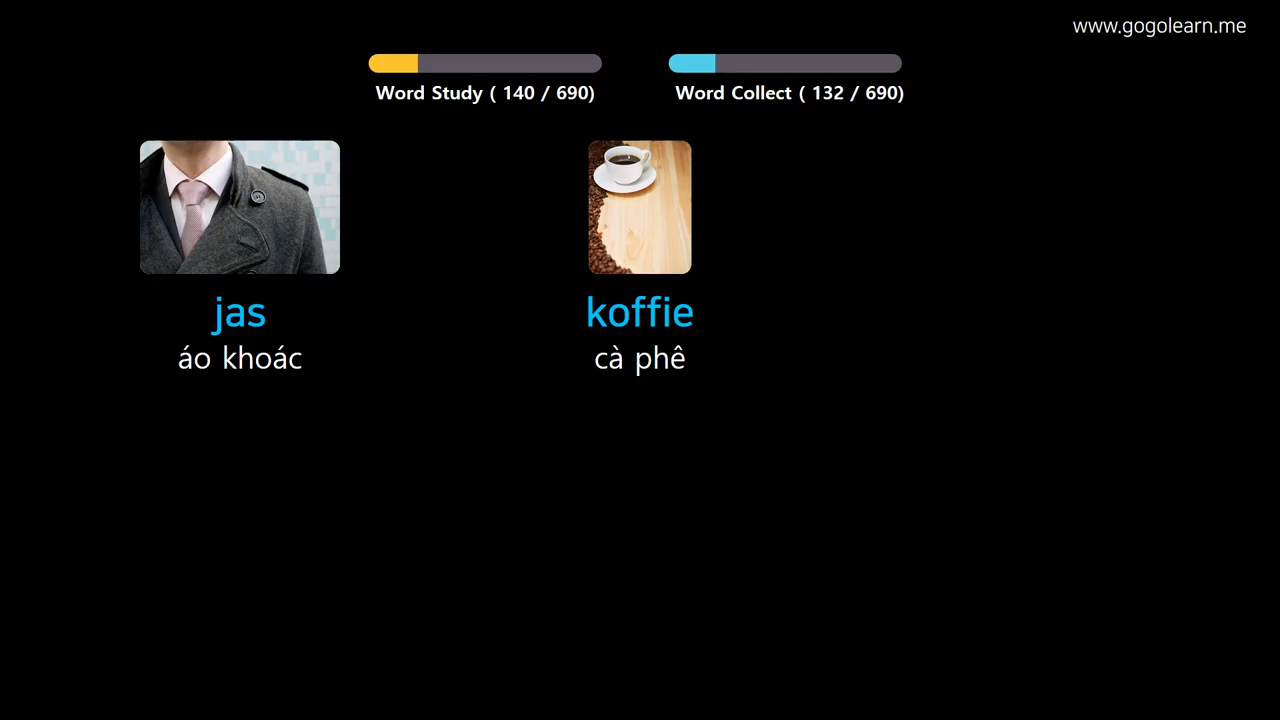 www.gogolearn.me
Word Study ( 140 / 690)
Word Collect ( 132 / 690)
jas
koffie
áo khoác
cà phê